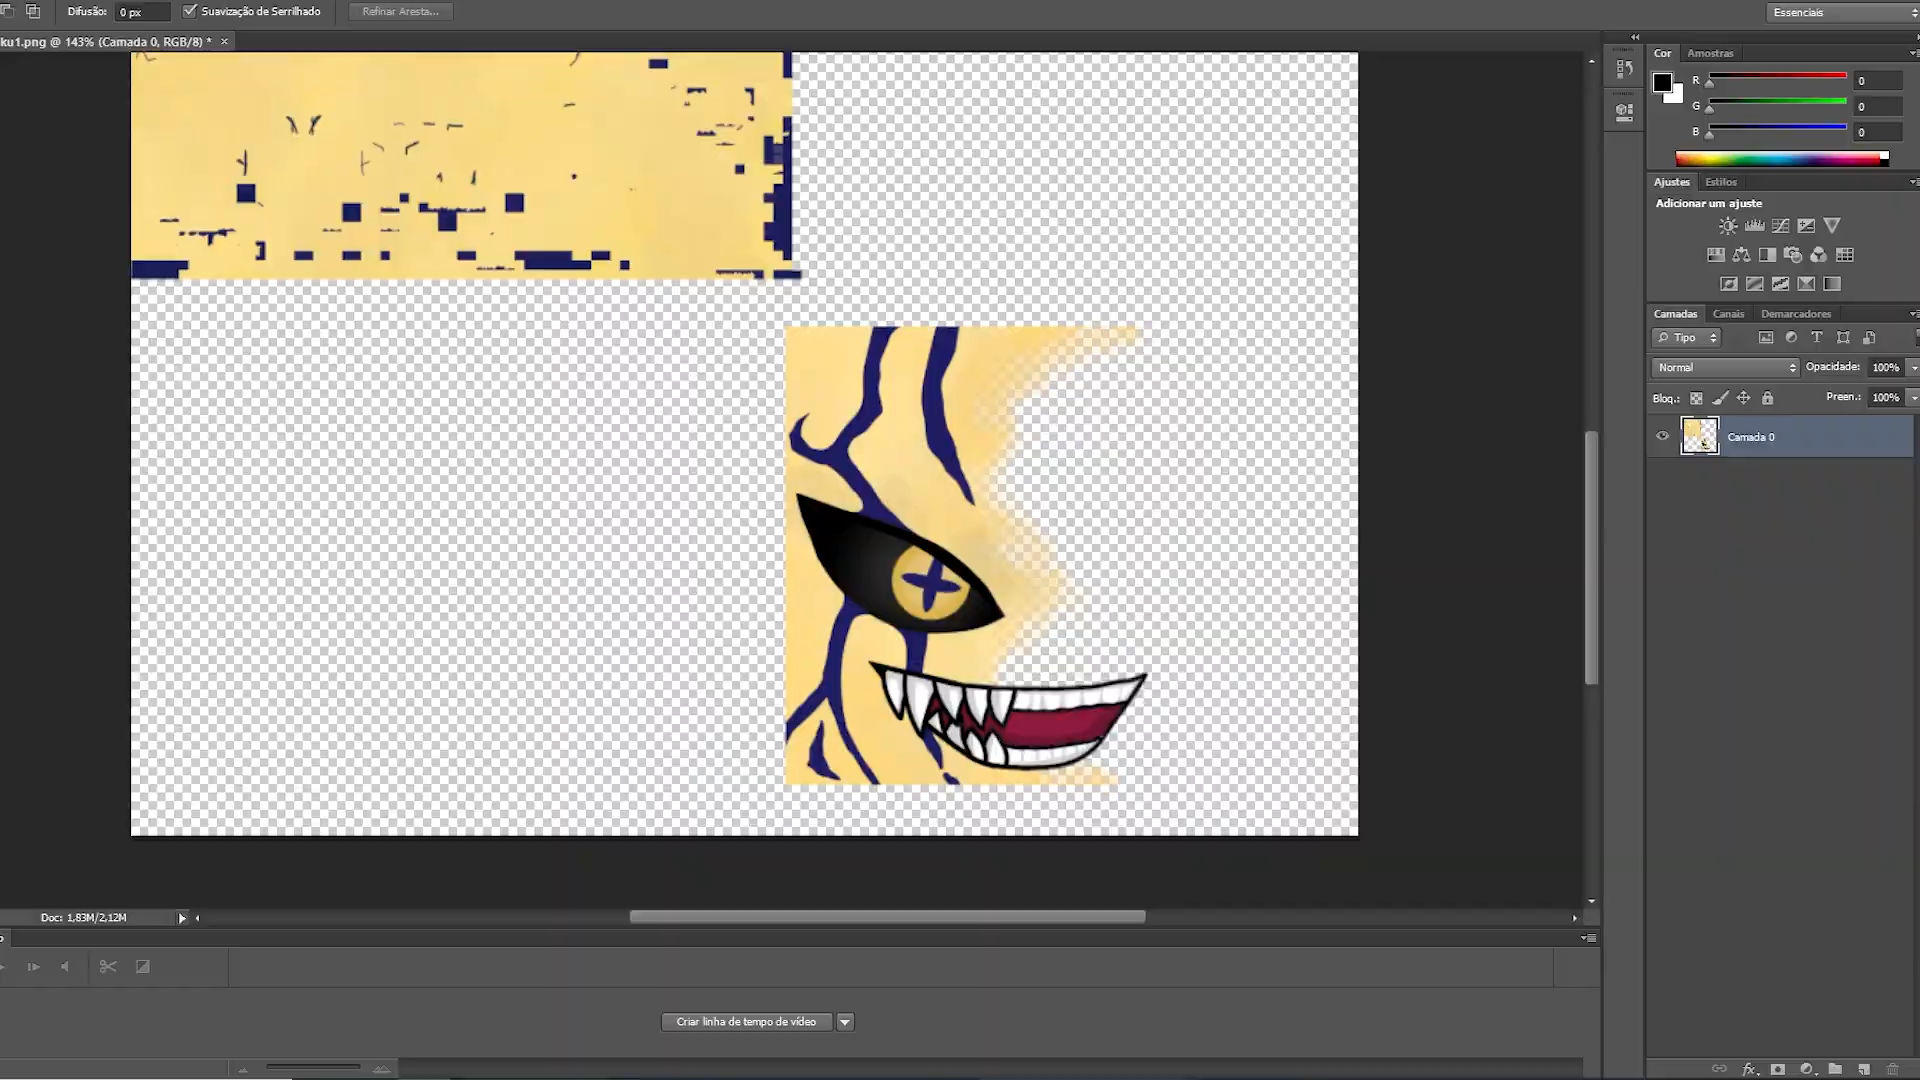 Difusão: 0 px Suavização de Serrilhado Refinar Aresta... Essenciais
ku1.png @ 143% (Camada 0, RGB/8) * ×
Cor Amostras
R 0
G 0
B 0
Ajustes Estilos
Adicionar um ajuste
Camadas Canais Demarcadores
Tipo
Normal Opacidade: 100%
Bloq.: Preen.: 100%
Camada 0
Doc: 1,83M/2,12M
Criar linha de tempo de vídeo